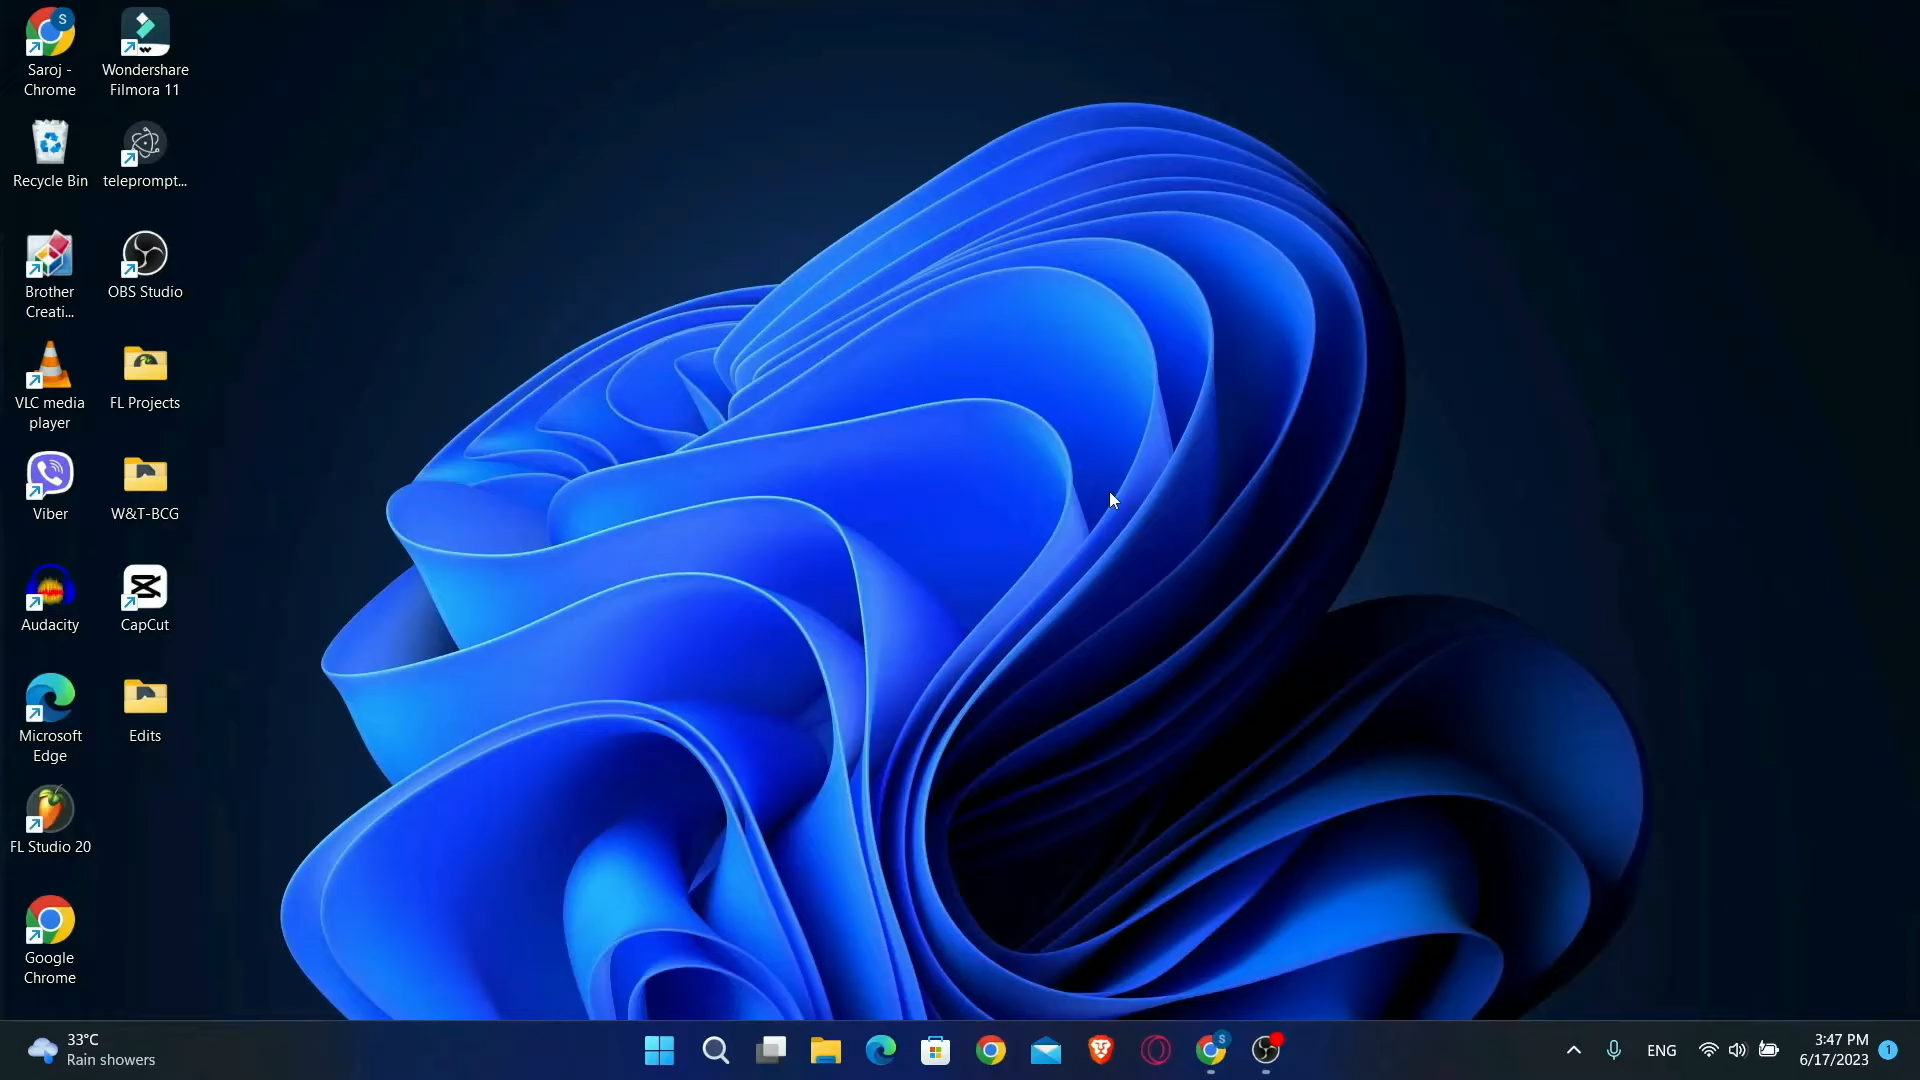 Saroj -
Chrome
Wondershare
Filmora 11
Recycle Bin
teleprompt...
Brother
Creati...
OBS Studio
VLC media
player
FL Projects
Viber
W&T-BCG
Audacity
CapCut
Microsoft
Edge
Edits
FL Studio 20
Google
Chrome
33°C
Rain showers
S
ENG
3:47 PM
6/17/2023
1